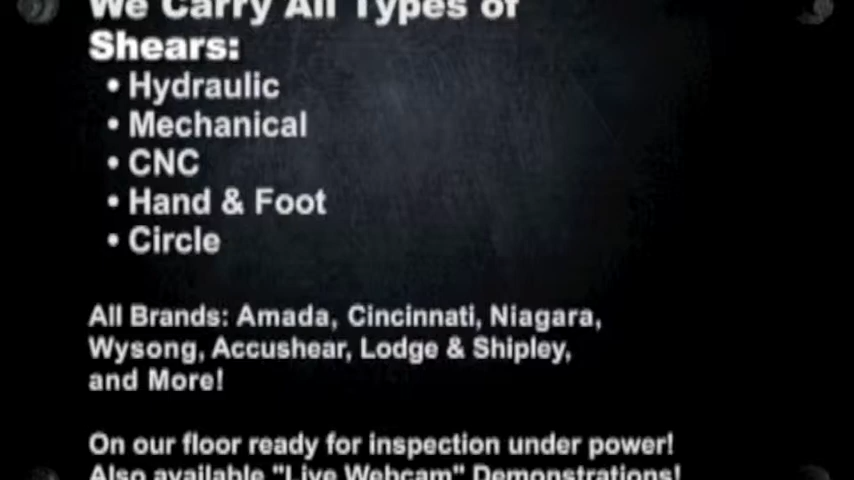 We Carry All Types of
Shears:
• Hydraulic
• Mechanical
• CNC
• Hand & Foot
• Circle
All Brands: Amada, Cincinnati, Niagara,
Wysong, Accushear, Lodge & Shipley,
and More!
On our floor ready for inspection under power!
Also available "Live Webcam" Demonstrations!